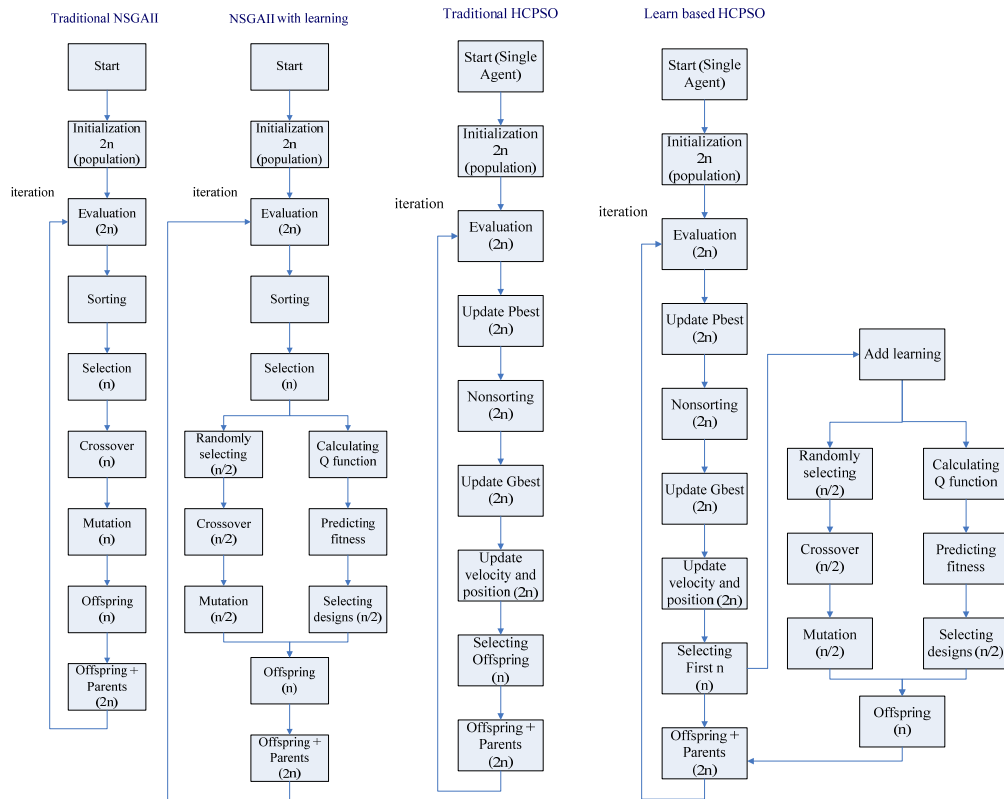 Traditional NSGAII
Start
Initialization
2n
(population)
iteration
Evaluation
(2n)
Sorting
Selection
(n)
Crossover
(n)
Mutation
(n)
Offspring
(n)
Offspring +
Parents
(2n)
NSGAII with learning
Start
Initialization
2n
(population)
Evaluation
(2n)
Sorting
Selection
(n)
Randomly
selecting
(n/2)
Crossover
(n/2)
Mutation
(n/2)
Calculating
Q function
Predicting
fitness
Selecting
designs (n/2)
Offspring
(n)
Offspring +
Parents
(2n)
Traditional HCPSO
Start (Single
Agent)
Initialization
2n
(population)
iteration
Evaluation
(2n)
Update Pbest
(2n)
Nonsorting
(2n)
Update Gbest
(2n)
Update
velocity and
position (2n)
Selecting
Offspring
(n)
Offspring +
Parents
(2n)
Learn based HCPSO
Start (Single
Agent)
Initialization
2n
(population)
iteration
Evaluation
(2n)
Update Pbest
(2n)
Nonsorting
(2n)
Update Gbest
(2n)
Update
velocity and
position (2n)
Selecting
First n
(n)
Offspring +
Parents
(2n)
Add learning
Randomly
selecting
(n/2)
Crossover
(n/2)
Mutation
(n/2)
Calculating
Q function
Predicting
fitness
Selecting
designs (n/2)
Offspring
(n)